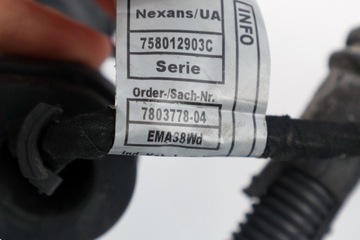 Nexans/UA
INFO
758012903C
Serie
Order-/Sach-Nr.
7803778-04
EMAS8Wd